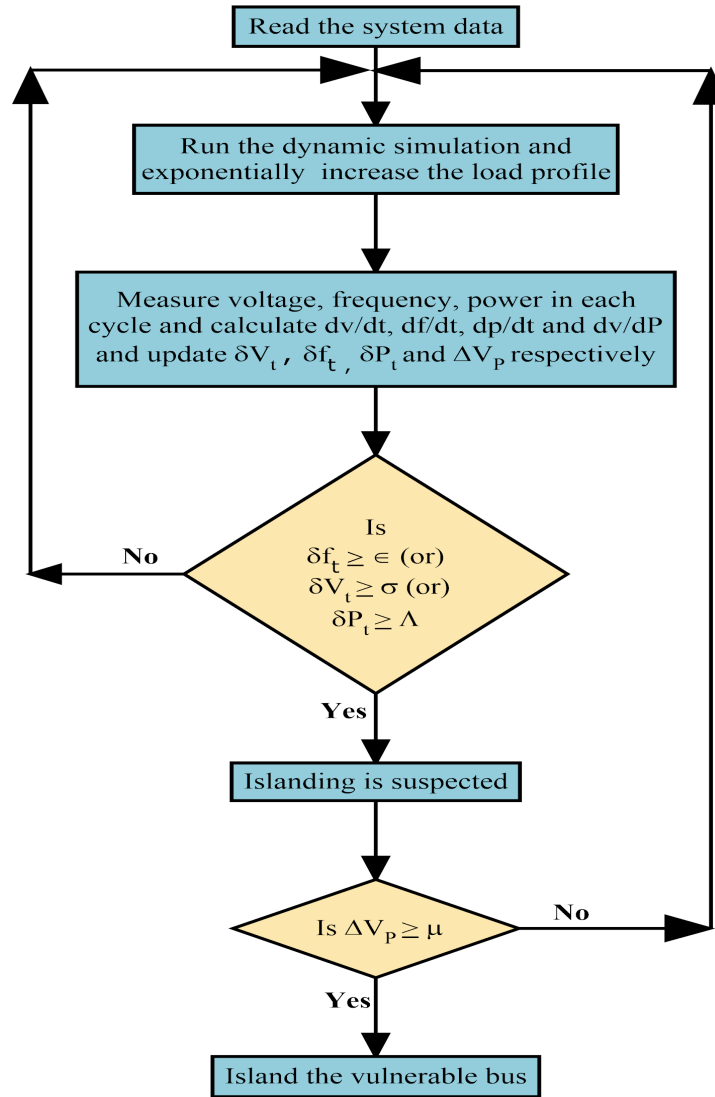 Read the system data
Run the dynamic simulation and
exponentially increase the load profile
Measure voltage, frequency, power in each
cycle and calculate dv/dt, df/dt, dp/dt and dv/dP
and update δVₜ, δfₜ, δPₜ and ΔV_P respectively
Is
δfₜ ≥ ∈ (or)
δVₜ ≥ σ (or)
δPₜ ≥ Λ
No
Yes
Islanding is suspected
Is ΔV_P ≥ μ
No
Yes
Island the vulnerable bus